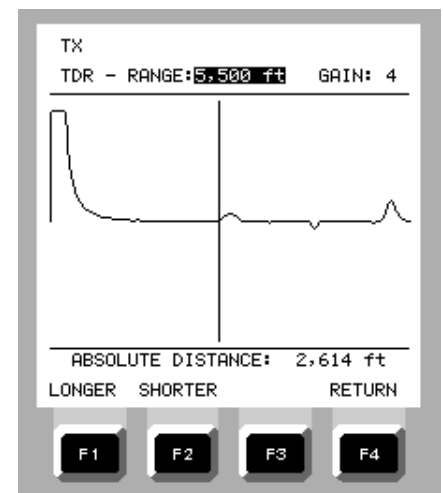 TX
TDR - RANGE:5,500 ft GAIN: 4
ABSOLUTE DISTANCE: 2,614 ft
LONGER SHORTER RETURN
F1 F2 F3 F4